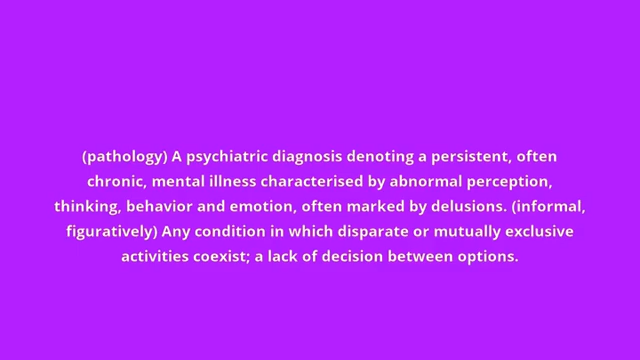 (pathology) A psychiatric diagnosis denoting a persistent, often
chronic, mental illness characterised by abnormal perception,
thinking, behavior and emotion, often marked by delusions. (informal,
figuratively) Any condition in which disparate or mutually exclusive
activities coexist; a lack of decision between options.